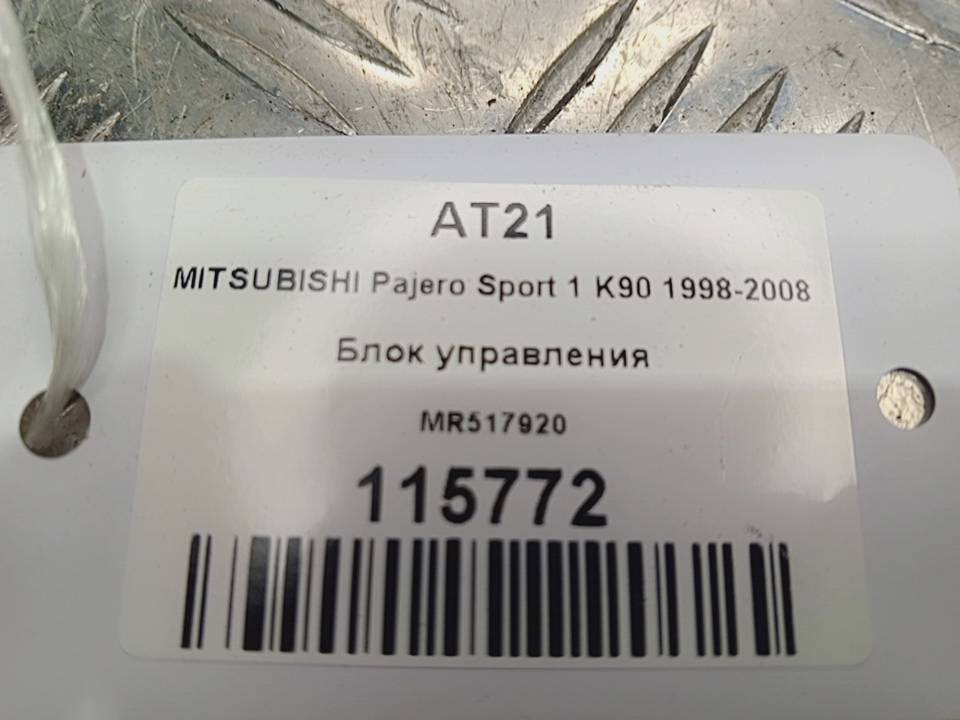 AT21
MITSUBISHI Pajero Sport 1 K90 1998-2008
Блок управления
MR517920
115772